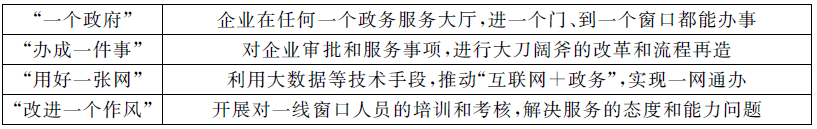 “一个政府” 企业在任何一个政务服务大厅,进一个门、到一个窗口都能办事
“办成一件事” 对企业审批和服务事项,进行大刀阔斧的改革和流程再造
“用好一张网” 利用大数据等技术手段,推动“互联网+政务”,实现一网通办
“改进一个作风” 开展对一线窗口人员的培训和考核,解决服务的态度和能力问题